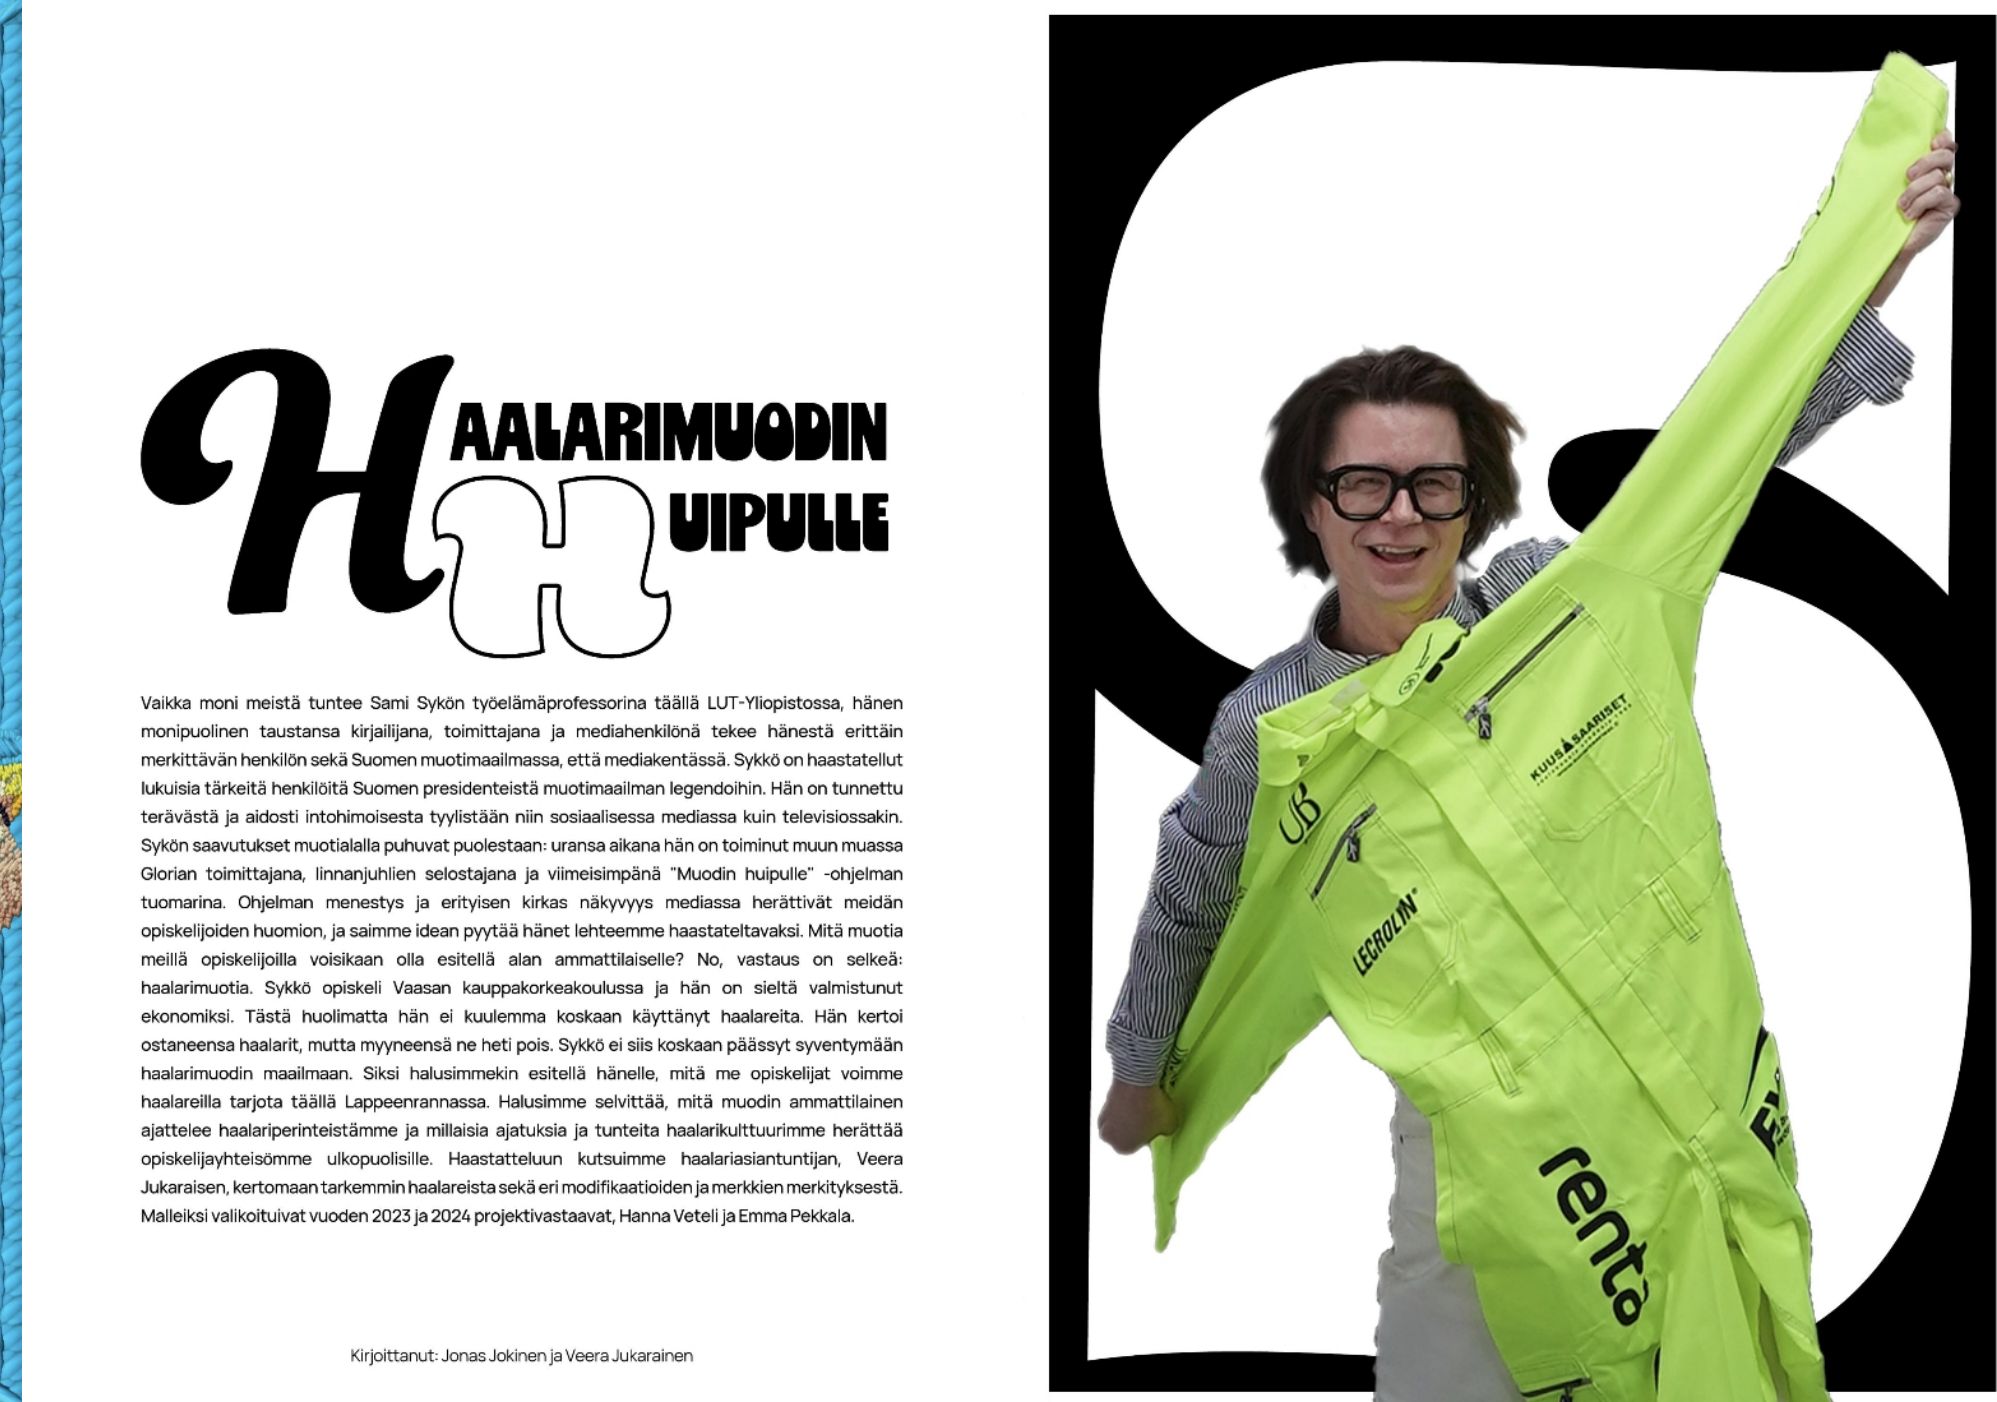 HAALARIMUODIN
HUIPULLE
Vaikka moni meistä tuntee Sami Sykön työelämäprofessorina täällä LUT-Yliopistossa, hänen
monipuolinen taustansa kirjailijana, toimittajana ja mediahenkilönä tekee hänestä erittäin
merkittävän henkilön sekä Suomen muotimaailmassa, että mediakentässä. Sykkö on haastatellut
lukuisia tärkeitä henkilöitä Suomen presidenteistä muotimaailman legendoihin. Hän on tunnettu
terävästä ja aidosti intohimoisesta tyylistään niin sosiaalisessa mediassa kuin televisiossakin.
Sykön saavutukset muotialalla puhuvat puolestaan: uransa aikana hän on toiminut muun muassa
Glorian toimittajana, linnanjuhlien selostajana ja viimeisimpänä "Muodin huipulle" -ohjelman
tuomarina. Ohjelman menestys ja erityisen kirkas näkyvyys mediassa herättivät meidän
opiskelijoiden huomion, ja saimme idean pyytää hänet lehteemme haastateltavaksi. Mitä muotia
meillä opiskelijoilla voisikaan olla esitellä alan ammattilaiselle? No, vastaus on selkeä:
haalarimuotia. Sykkö opiskeli Vaasan kauppakorkeakoulussa ja hän on sieltä valmistunut
ekonomiksi. Tästä huolimatta hän ei kuulemma koskaan käyttänyt haalareita. Hän kertoi
ostaneensa haalarit, mutta myyneensä ne heti pois. Sykkö ei siis koskaan päässyt syventymään
haalarimuodin maailmaan. Siksi halusimmekin esitellä hänelle, mitä me opiskelijat voimme
haalareilla tarjota täällä Lappeenrannassa. Halusimme selvittää, mitä muodin ammattilainen
ajattelee haalariperinteistämme ja millaisia ajatuksia ja tunteita haalarikulttuurimme herättää
opiskelijayhteisömme ulkopuolisille. Haastatteluun kutsuimme haalariasiantuntijan, Veera
Jukaraisen, kertomaan tarkemmin haalareista sekä eri modifikaatioiden ja merkkien merkityksestä.
Malleiksi valikoituivat vuoden 2023 ja 2024 projektivastaavat, Hanna Veteli ja Emma Pekkala.
Kirjoittanut: Jonas Jokinen ja Veera Jukarainen
KUUSSAARISET
UB
LECROLYN®
rento